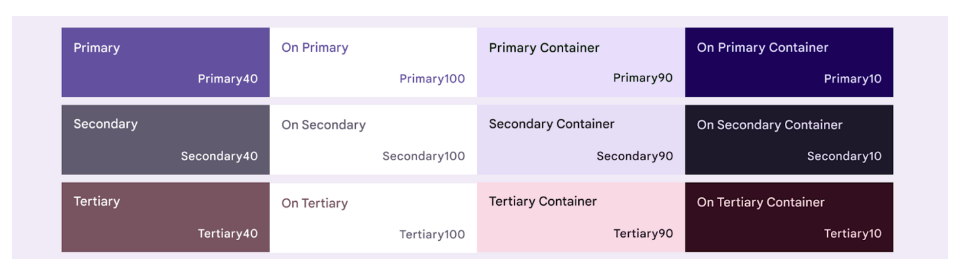 Primary
Primary40
On Primary
Primary100
Primary Container
Primary90
On Primary Container
Primary10
Secondary
Secondary40
On Secondary
Secondary100
Secondary Container
Secondary90
On Secondary Container
Secondary10
Tertiary
Tertiary40
On Tertiary
Tertiary100
Tertiary Container
Tertiary90
On Tertiary Container
Tertiary10